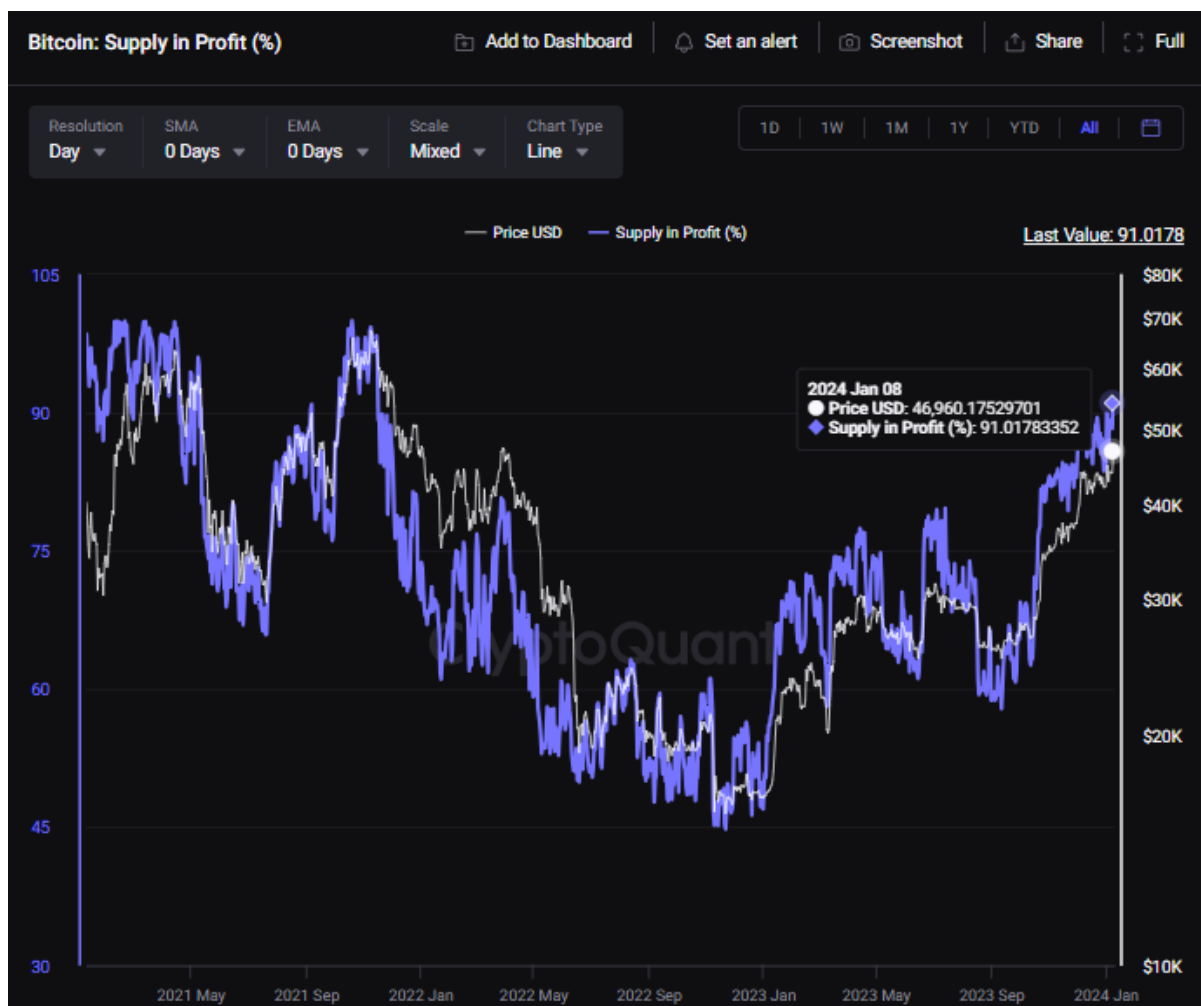 Bitcoin: Supply in Profit (%) Add to Dashboard Set an alert Screenshot Share Full
Resolution SMA EMA Scale Chart Type
Day 0 Days 0 Days Mixed Line
1D 1W 1M 1Y YTD All
Price USD Supply in Profit (%)
Last Value: 91.0178
105 $80K
$70K
$60K
2024 Jan 08
Price USD: 46,960.17529701
Supply in Profit (%): 91.01783352
90
$50K
$40K
75
$30K
CryptoQuant
60
$20K
45
30 $10K
2021 May 2021 Sep 2022 Jan 2022 May 2022 Sep 2023 Jan 2023 May 2023 Sep 2024 Jan